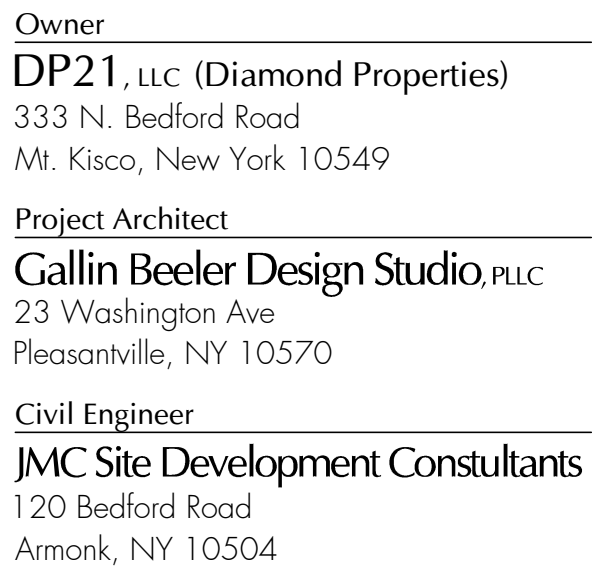 Owner
DP21, LLC (Diamond Properties)
333 N. Bedford Road
Mt. Kisco, New York 10549
Project Architect
Gallin Beeler Design Studio, PLLC
23 Washington Ave
Pleasantville, NY 10570
Civil Engineer
JMC Site Development Constultants
120 Bedford Road
Armonk, NY 10504